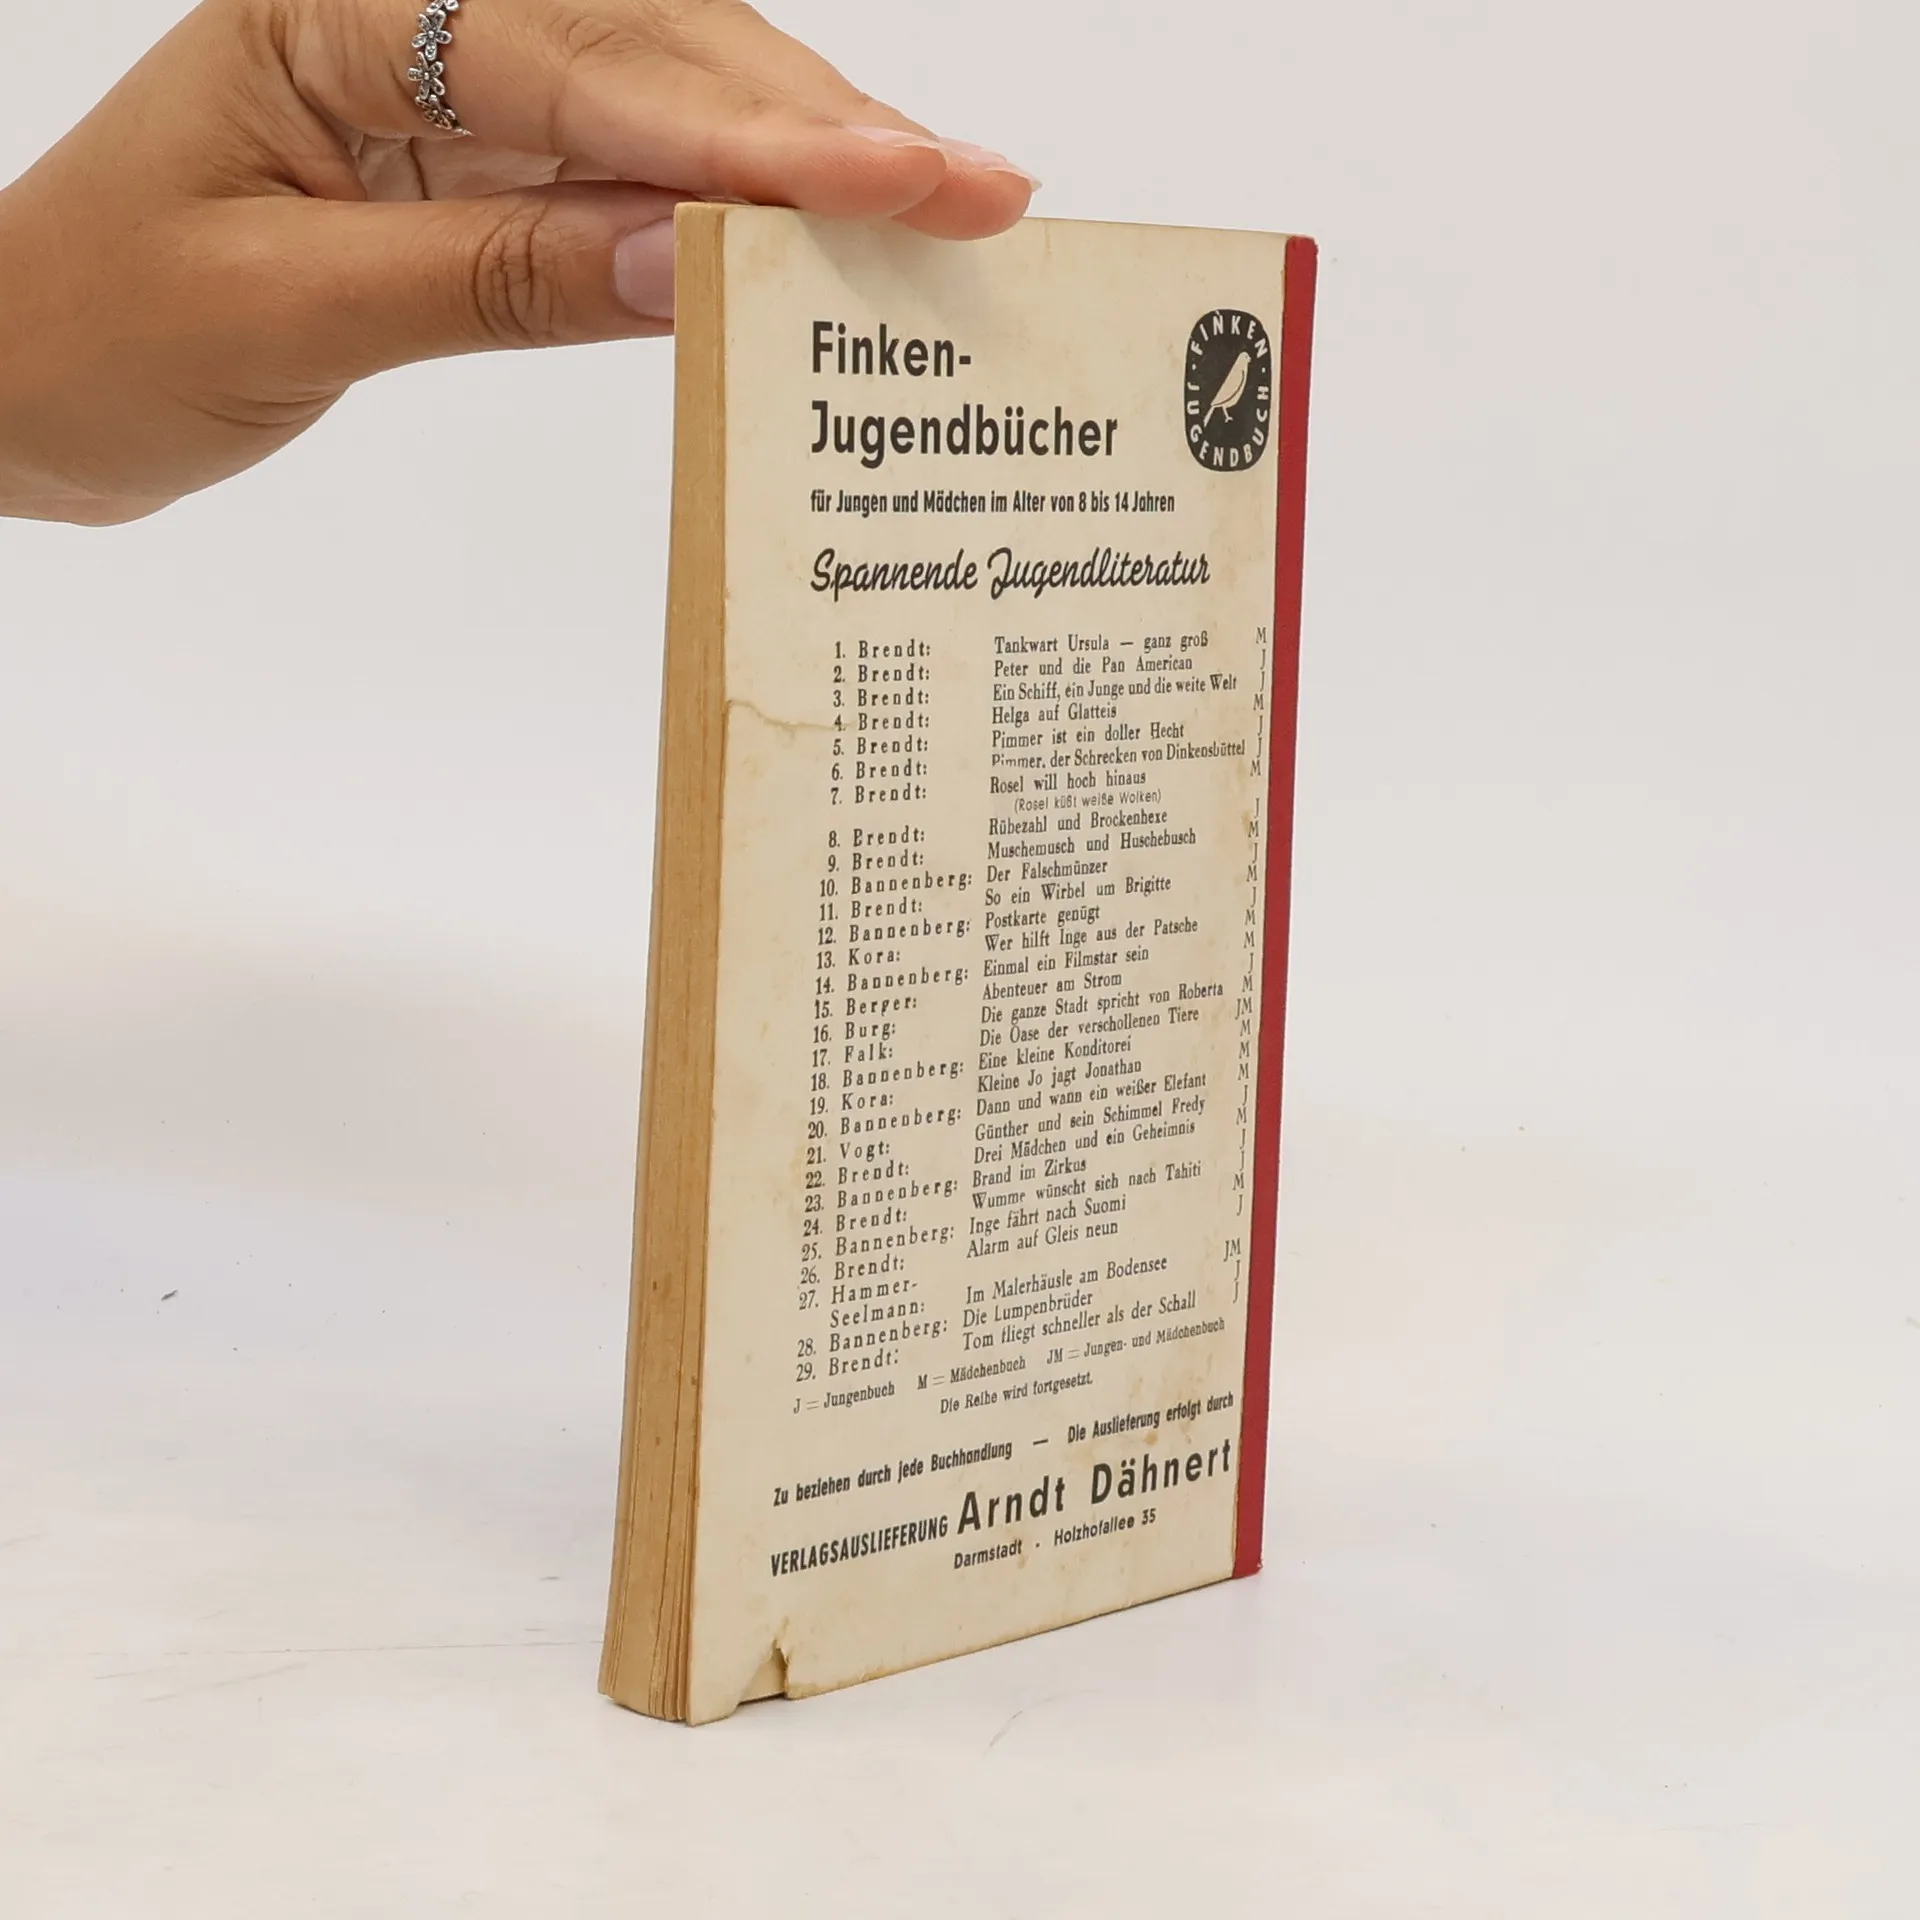 Finken-
Jugendbücher
FINKEN · JUGENDBUCH ·
für Jungen und Mädchen im Alter von 8 bis 14 Jahren
Spannende Jugendliteratur
1. Brendt: Tankwart Ursula — ganz groß M
2. Brendt: Peter und die Pan American J
3. Brendt: Ein Schiff, ein Junge und die weite Welt J
4. Brendt: Helga auf Glatteis M
5. Brendt: Pimmer ist ein doller Hecht J
6. Brendt: Pimmer, der Schrecken von Dinkensbüttel J
7. Brendt: Rosel will hoch hinaus M
(Rosel küßt weiße Wolken)
8. Brendt: Rübezahl und Brockenhexe J
9. Brendt: Muschemusch und Huschebusch M
10. Bannenberg: Der Falschmünzer J
11. Brendt: So ein Wirbel um Brigitte M
12. Bannenberg: Postkarte genügt J
13. Kora: Wer hilft Inge aus der Patsche M
14. Bannenberg: Einmal ein Filmstar sein M
15. Berger: Abenteuer am Strom J
16. Burg: Die ganze Stadt spricht von Roberta M
17. Falk: Die Oase der verschollenen Tiere JM
18. Bannenberg: Eine kleine Konditorei M
19. Kora: Kleine Jo jagt Jonathan M
20. Bannenberg: Dann und wann ein weißer Elefant M
21. Vogt: Günther und sein Schimmel Fredy J
22. Brendt: Drei Mädchen und ein Geheimnis M
23. Bannenberg: Brand im Zirkus J
24. Brendt: Wumme wünscht sich nach Tahiti J
25. Bannenberg: Inge fährt nach Suomi M
26. Brendt: Alarm auf Gleis neun J
27. Hammer-
Seelmann: Im Malerhäusle am Bodensee JM
28. Bannenberg: Die Lumpenbrüder J
29. Brendt: Tom fliegt schneller als der Schall J
J = Jungenbuch M = Mädchenbuch JM = Jungen- und Mädchenbuch
Die Reihe wird fortgesetzt.
Zu beziehen durch jede Buchhandlung — Die Auslieferung erfolgt durch
VERLAGSAUSLIEFERUNG Arndt Dähnert
Darmstadt · Holzhofallee 35